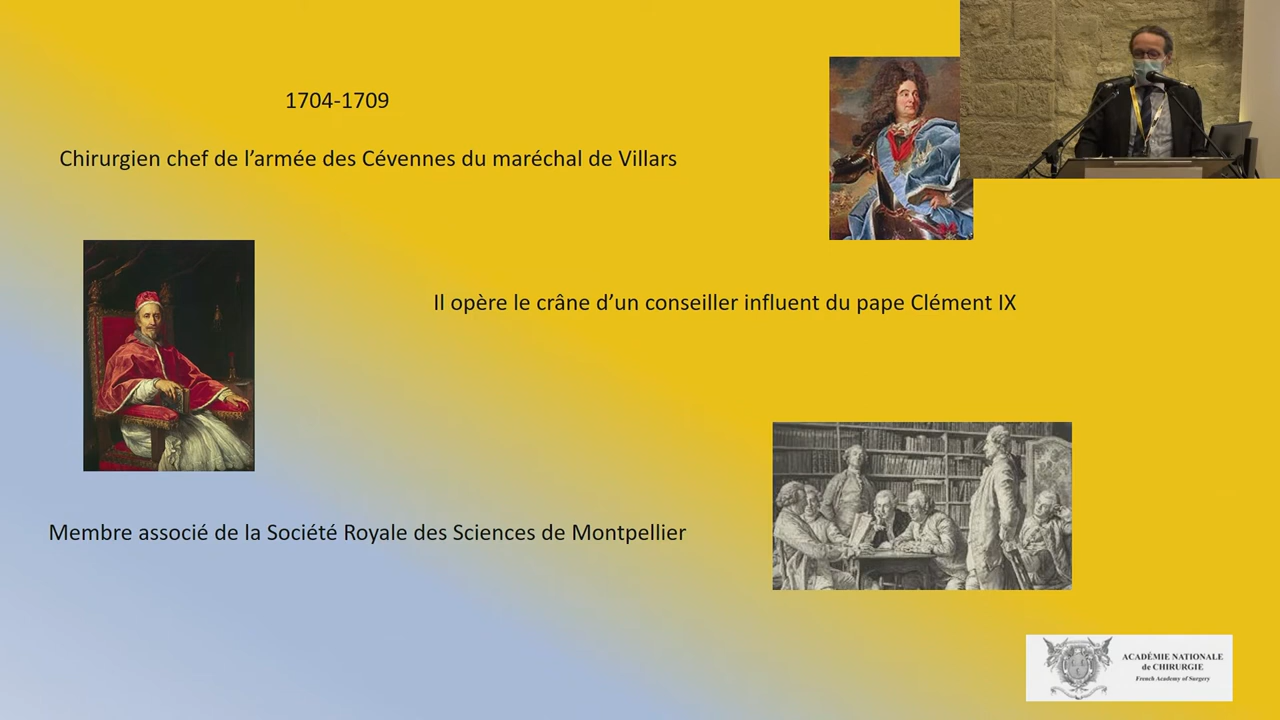 1704-1709
Chirurgien chef de l’armée des Cévennes du maréchal de Villars
Il opère le crâne d’un conseiller influent du pape Clément IX
Membre associé de la Société Royale des Sciences de Montpellier
ACADÉMIE NATIONALE
de CHIRURGIE
French Academy of Surgery